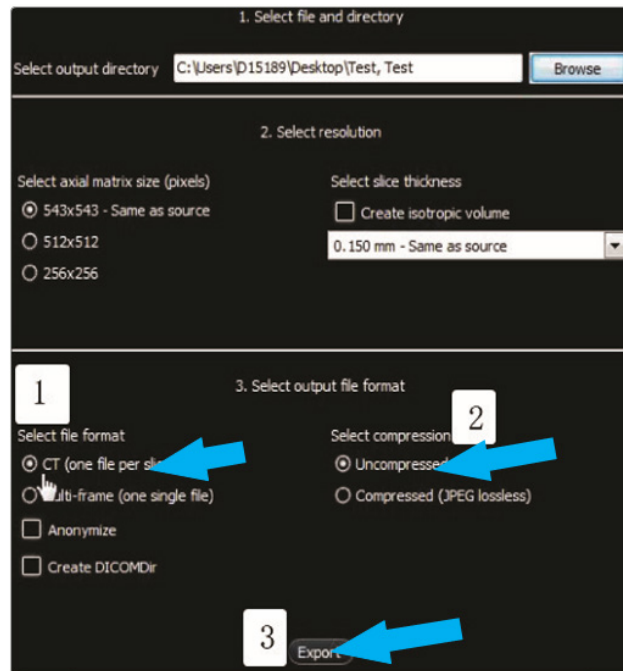 1. Select file and directory
Select output directory C:\Users\D15189\Desktop\Test, Test Browse
2. Select resolution
Select axial matrix size (pixels) Select slice thickness
543x543 - Same as source Create isotropic volume
512x512 0.150 mm - Same as source
256x256
1
3. Select output file format
2
Select file format Select compression
CT (one file per Uncompressed
(one single file) Compressed (JPEG lossless)
Anonymize
Create DICOMDir
3
Export